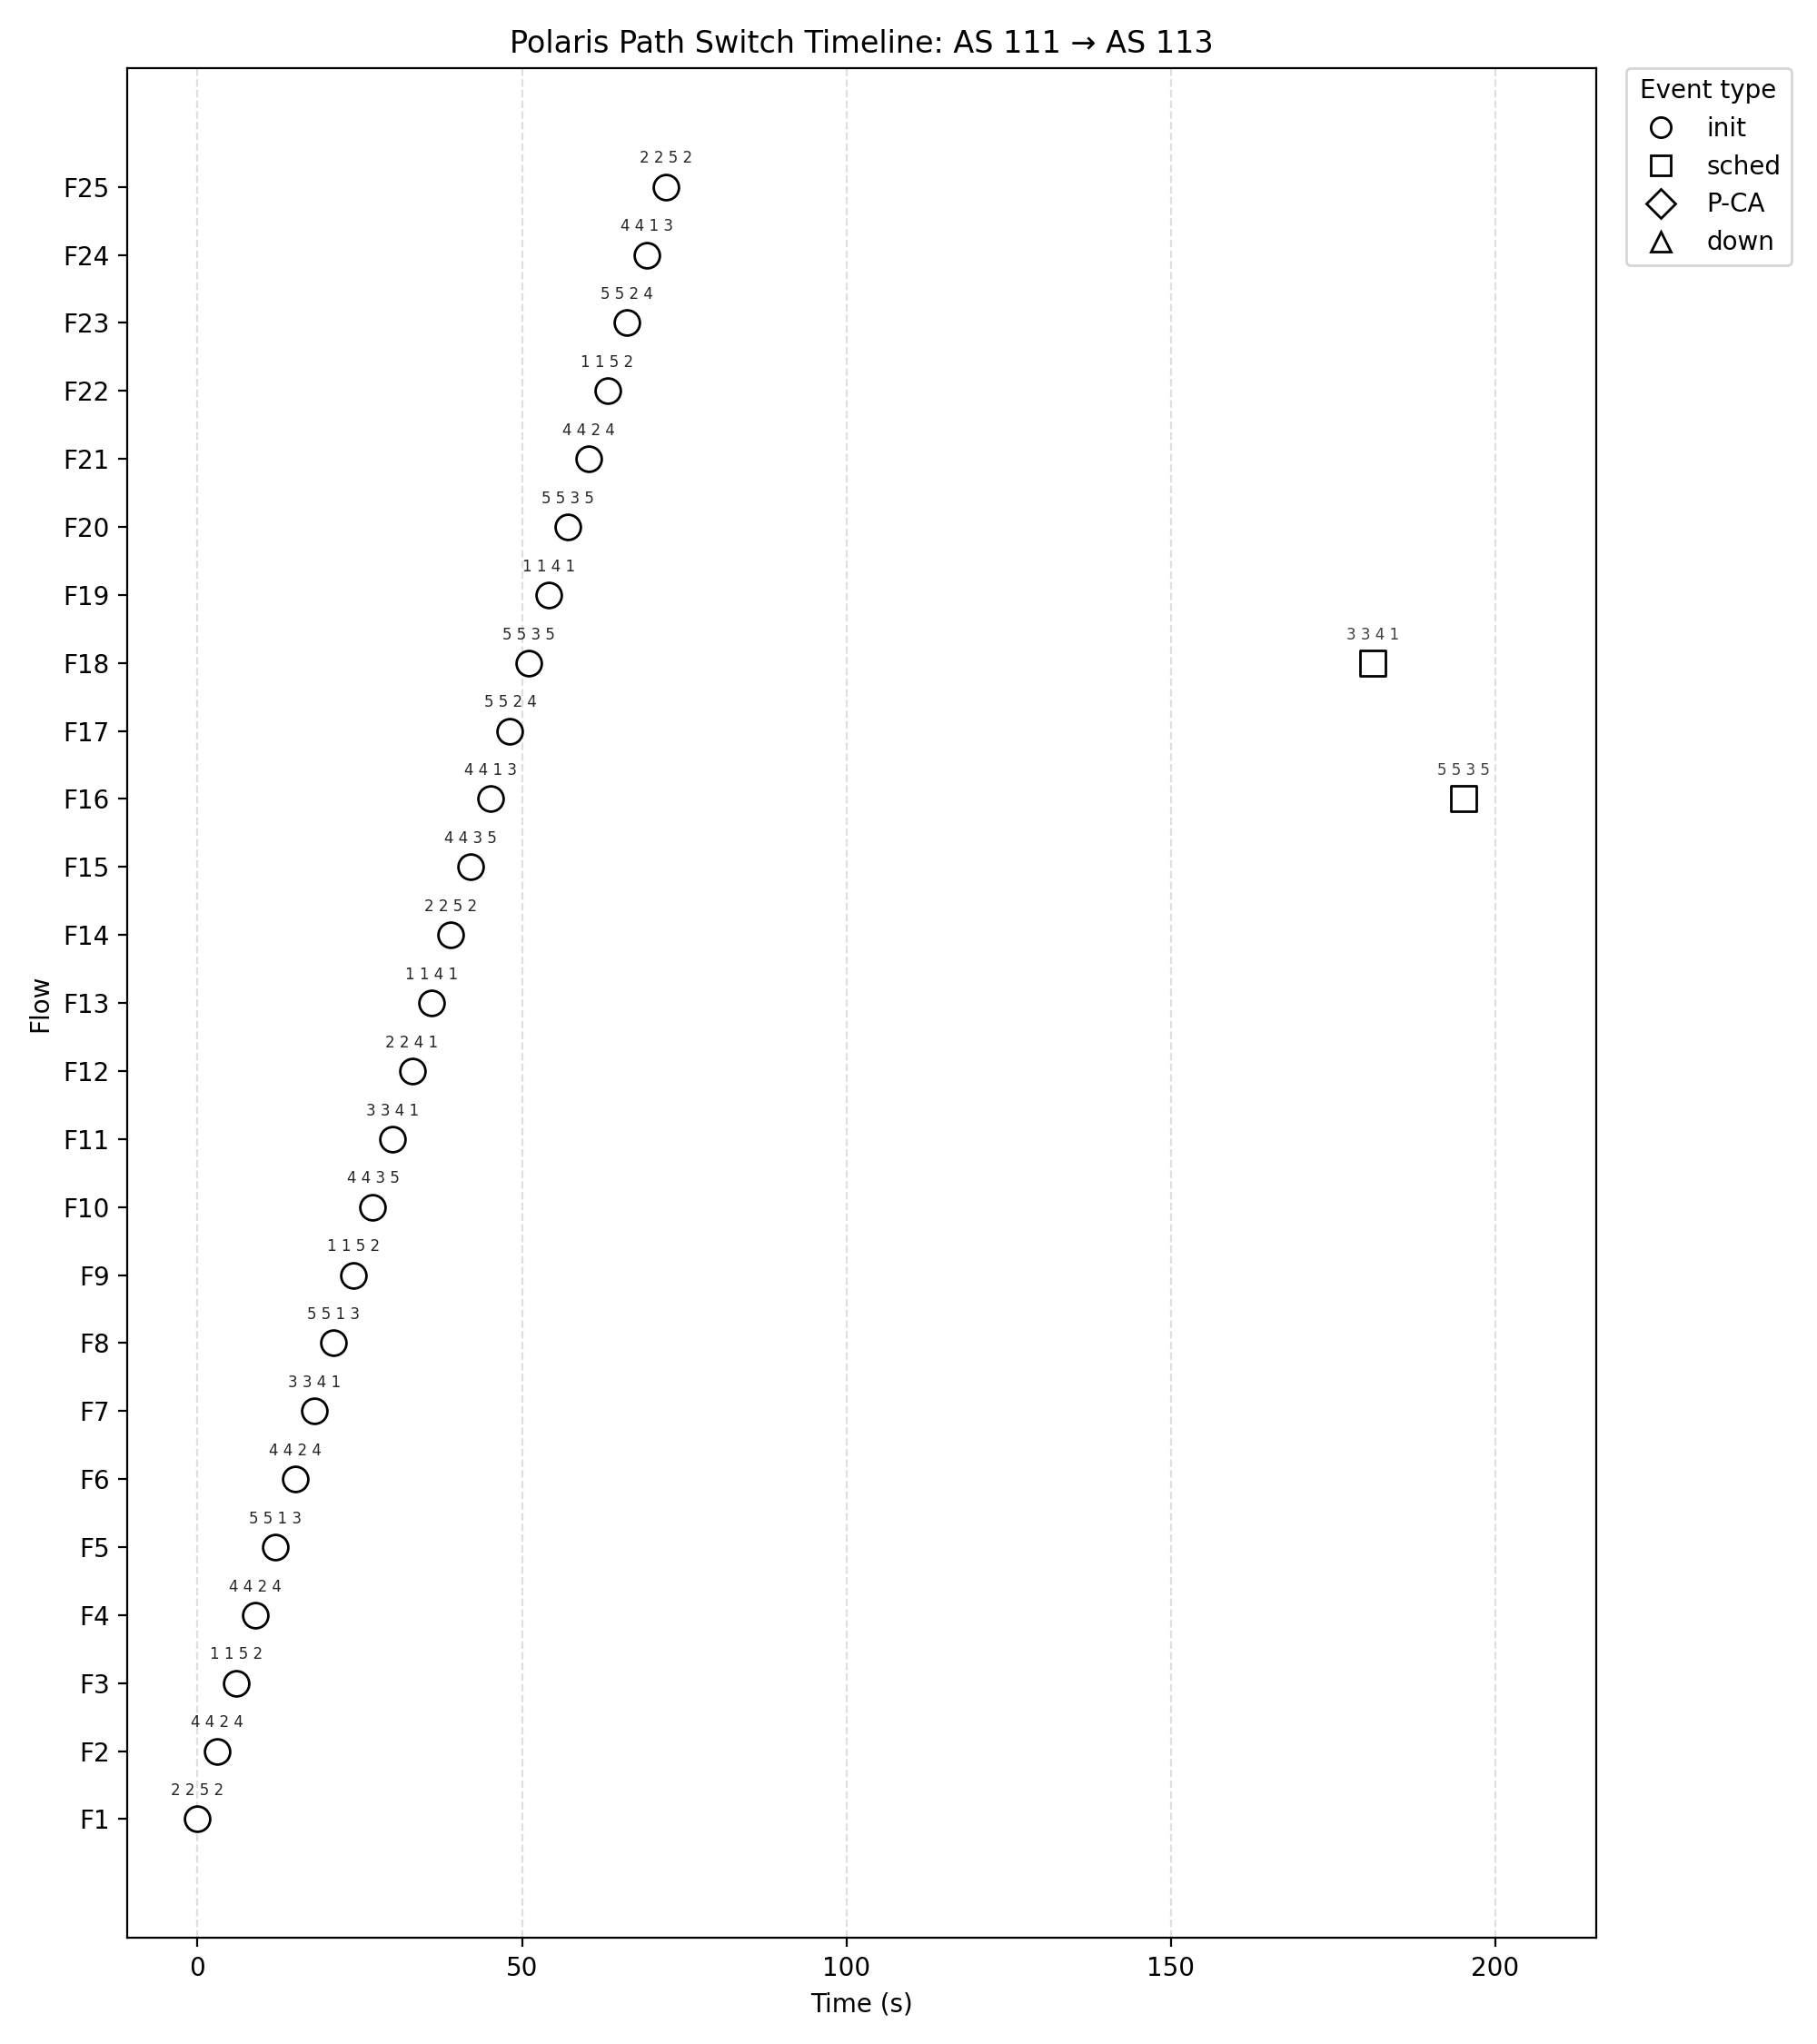 Polaris Path Switch Timeline: AS 111 → AS 113
Event type
init
sched
P-CA
down
Flow
F25
2 2 5 2
F24
4 4 1 3
F23
5 5 2 4
F22
1 1 5 2
F21
4 4 2 4
F20
5 5 3 5
F19
1 1 4 1
F18
5 5 3 5
3 3 4 1
F17
5 5 2 4
F16
4 4 1 3
5 5 3 5
F15
4 4 3 5
F14
2 2 5 2
F13
1 1 4 1
F12
2 2 4 1
F11
3 3 4 1
F10
4 4 3 5
F9
1 1 5 2
F8
5 5 1 3
F7
3 3 4 1
F6
4 4 2 4
F5
5 5 1 3
F4
4 4 2 4
F3
1 1 5 2
F2
4 4 2 4
F1
2 2 5 2
0 50 100 150 200
Time (s)